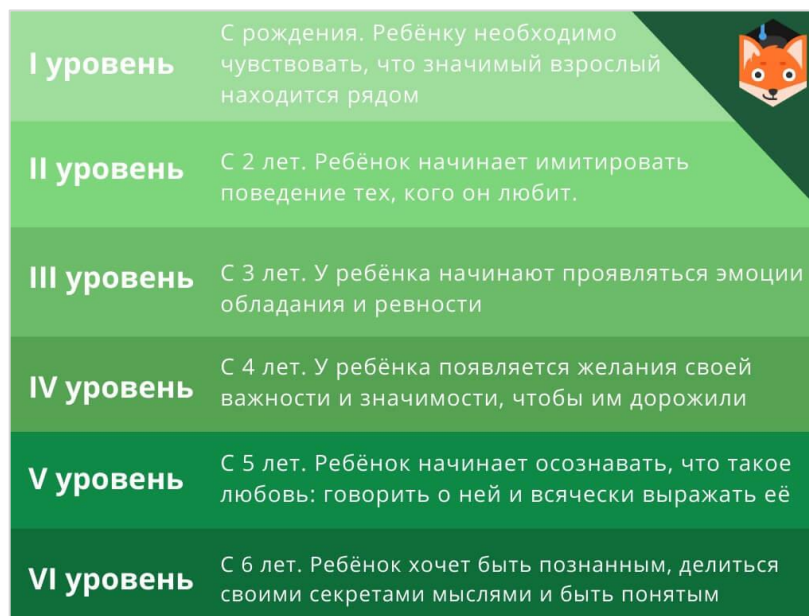 I уровень
С рождения. Ребёнку необходимо
чувствовать, что значимый взрослый
находится рядом
II уровень
С 2 лет. Ребёнок начинает имитировать
поведение тех, кого он любит.
III уровень
С 3 лет. У ребёнка начинают проявляться эмоции
обладания и ревности
IV уровень
С 4 лет. У ребёнка появляется желания своей
важности и значимости, чтобы им дорожили
V уровень
С 5 лет. Ребёнок начинает осознавать, что такое
любовь: говорить о ней и всячески выражать её
VI уровень
С 6 лет. Ребёнок хочет быть познанным, делиться
своими секретами мыслями и быть понятым